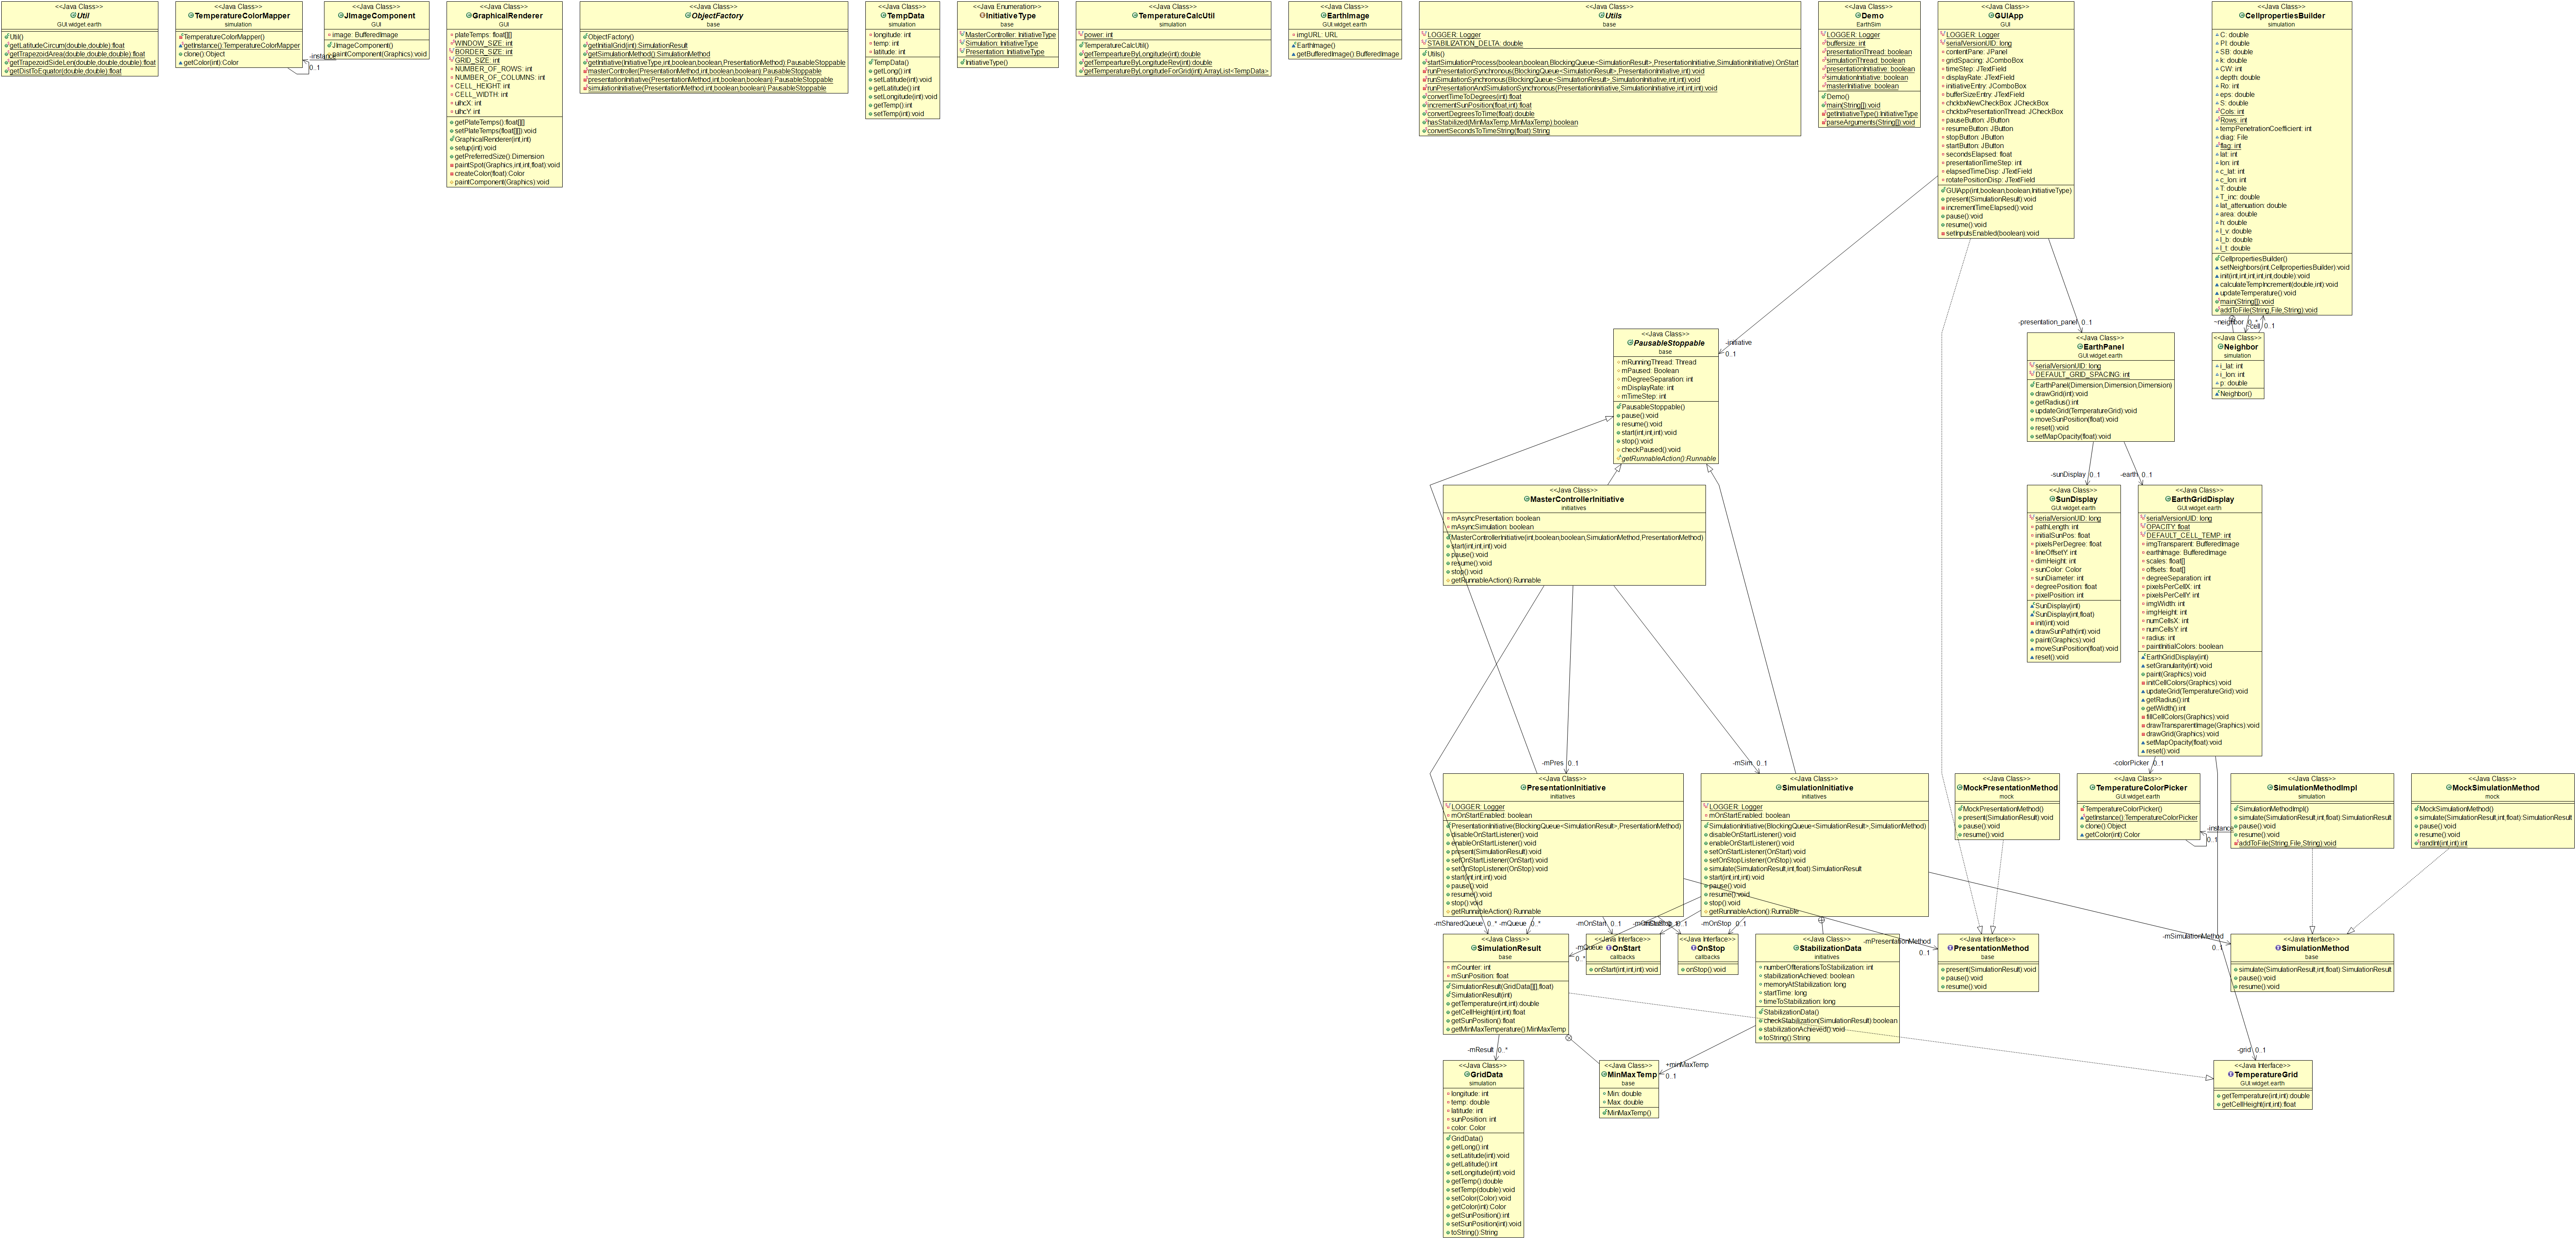 <<Java Class>>
Util
GUI.widget.earth
Util()
getLatitudeCircum(double,double):float
getTrapezoidArea(double,double,double):float
getTrapezoidSideLen(double,double,double):float
getDistToEquator(double,double):float
<<Java Class>>
TemperatureColorMapper
simulation
TemperatureColorMapper()
getInstance():TemperatureColorMapper
clone():Object
getColor(int):Color
-instance
0..1
<<Java Class>>
JImageComponent
GUI
image: BufferedImage
JImageComponent()
paintComponent(Graphics):void
<<Java Class>>
GraphicalRenderer
GUI
plateTemps: float[][]
WINDOW_SIZE: int
BORDER_SIZE: int
GRID_SIZE: int
NUMBER_OF_ROWS: int
NUMBER_OF_COLUMNS: int
CELL_HEIGHT: int
CELL_WIDTH: int
ulhcX: int
ulhcY: int
getPlateTemps():float[][]
setPlateTemps(float[][]):void
GraphicalRenderer(int,int)
setup(int):void
getPreferredSize():Dimension
paintSpot(Graphics,int,int,float):void
createColor(float):Color
paintComponent(Graphics):void
<<Java Class>>
ObjectFactory
base
ObjectFactory()
getInitialGrid(int):SimulationResult
getSimulationMethod():SimulationMethod
getInitiative(InitiativeType,int,boolean,boolean,PresentationMethod):PausableStoppable
masterController(PresentationMethod,int,boolean,boolean):PausableStoppable
presentationInitiative(PresentationMethod,int,boolean,boolean):PausableStoppable
simulationInitiative(PresentationMethod,int,boolean,boolean):PausableStoppable
<<Java Class>>
TempData
simulation
longitude: int
temp: int
latitude: int
TempData()
getLong():int
setLatitude(int):void
getLatitude():int
setLongitude(int):void
getTemp():int
setTemp(int):void
<<Java Enumeration>>
InitiativeType
base
MasterController: InitiativeType
Simulation: InitiativeType
Presentation: InitiativeType
InitiativeType()
<<Java Class>>
TemperatureCalcUtil
simulation
power: int
TemperatureCalcUtil()
getTempeartureByLongitude(int):double
getTempeartureByLongitudeRev(int):double
getTemperatureByLongitudeForGrid(int):ArrayList<TempData>
<<Java Class>>
EarthImage
GUI.widget.earth
imgURL: URL
EarthImage()
getBufferedImage():BufferedImage
<<Java Class>>
Utils
base
LOGGER: Logger
STABILIZATION_DELTA: double
Utils()
startSimulationProcess(boolean,boolean,BlockingQueue<SimulationResult>,PresentationInitiative,SimulationInitiative):OnStart
runPresentationSynchronous(BlockingQueue<SimulationResult>,PresentationInitiative,int):void
runSimulationSynchronous(BlockingQueue<SimulationResult>,SimulationInitiative,int,int):void
runPresentationAndSimulationSynchronous(PresentationInitiative,SimulationInitiative,int,int,int):void
convertTimeToDegrees(int):float
incrementSunPosition(float,int):float
convertDegreesToTime(float):double
hasStabilized(MinMaxTemp,MinMaxTemp):boolean
convertSecondsToTimeString(float):String
<<Java Class>>
Demo
EarthSim
LOGGER: Logger
buffersize: int
presentationThread: boolean
simulationThread: boolean
presentationInitiative: boolean
simulationInitiative: boolean
masterInitiative: boolean
Demo()
main(String[]):void
getInitiativeType():InitiativeType
parseArguments(String[]):void
<<Java Class>>
GUIApp
GUI
LOGGER: Logger
serialVersionUID: long
contentPane: JPanel
gridSpacing: JComboBox
timeStep: JTextField
displayRate: JTextField
initiativeEntry: JComboBox
bufferSizeEntry: JTextField
chckbxNewCheckBox: JCheckBox
chckbxPresentationThread: JCheckBox
pauseButton: JButton
resumeButton: JButton
stopButton: JButton
startButton: JButton
secondsElapsed: float
presentationTimeStep: int
elapsedTimeDisp: JTextField
rotatePositionDisp: JTextField
GUIApp(int,boolean,boolean,InitiativeType)
present(SimulationResult):void
incrementTimeElapsed():void
pause():void
resume():void
setInputsEnabled(boolean):void
<<Java Class>>
CellpropertiesBuilder
simulation
C: double
PI: double
SB: double
k: double
CW: int
depth: double
Ro: int
eps: double
S: double
Cols: int
Rows: int
tempPenetrationCoefficient: int
diag: File
flag: int
lat: int
lon: int
c_lat: int
c_lon: int
T: double
T_inc: double
lat_attenuation: double
area: double
h: double
l_v: double
l_b: double
l_t: double
CellpropertiesBuilder()
setNeighbors(int,CellpropertiesBuilder):void
init(int,int,int,int,int,double):void
calculateTempIncrement(double,int):void
updateTemperature():void
main(String[]):void
addToFile(String,File,String):void
~neighbor 0..*
~cell 0..1
<<Java Class>>
Neighbor
simulation
i_lat: int
i_lon: int
p: double
Neighbor()
-presentation_panel 0..1
<<Java Class>>
EarthPanel
GUI.widget.earth
serialVersionUID: long
DEFAULT_GRID_SPACING: int
EarthPanel(Dimension,Dimension,Dimension)
drawGrid(int):void
getRadius():int
updateGrid(TemperatureGrid):void
moveSunPosition(float):void
reset():void
setMapOpacity(float):void
<<Java Class>>
PausableStoppable
base
mRunningThread: Thread
mPaused: Boolean
mDegreeSeparation: int
mDisplayRate: int
mTimeStep: int
PausableStoppable()
pause():void
resume():void
start(int,int,int):void
stop():void
checkPaused():void
getRunnableAction():Runnable
-initiative
0..1
<<Java Class>>
MasterControllerInitiative
initiatives
mAsyncPresentation: boolean
mAsyncSimulation: boolean
MasterControllerInitiative(int,boolean,boolean,SimulationMethod,PresentationMethod)
start(int,int,int):void
pause():void
resume():void
stop():void
getRunnableAction():Runnable
-sunDisplay 0..1
-earth 0..1
<<Java Class>>
SunDisplay
GUI.widget.earth
serialVersionUID: long
pathLength: int
initialSunPos: float
pixelsPerDegree: float
lineOffsetY: int
dimHeight: int
sunColor: Color
sunDiameter: int
degreePosition: float
pixelPosition: int
SunDisplay(int)
SunDisplay(int,float)
init(int):void
drawSunPath(int):void
paint(Graphics):void
moveSunPosition(float):void
reset():void
<<Java Class>>
EarthGridDisplay
GUI.widget.earth
serialVersionUID: long
OPACITY: float
DEFAULT_CELL_TEMP: int
imgTransparent: BufferedImage
earthImage: BufferedImage
scales: float[]
offsets: float[]
degreeSeparation: int
pixelsPerCellX: int
pixelsPerCellY: int
imgWidth: int
imgHeight: int
numCellsX: int
numCellsY: int
radius: int
paintInitialColors: boolean
EarthGridDisplay(int)
setGranularity(int):void
paint(Graphics):void
initCellColors(Graphics):void
updateGrid(TemperatureGrid):void
getRadius():int
getWidth():int
fillCellColors(Graphics):void
drawTransparentImage(Graphics):void
drawGrid(Graphics):void
setMapOpacity(float):void
reset():void
-mPres 0..1
-mSim 0..1
-colorPicker 0..1
<<Java Class>>
PresentationInitiative
initiatives
LOGGER: Logger
mOnStartEnabled: boolean
PresentationInitiative(BlockingQueue<SimulationResult>,PresentationMethod)
disableOnStartListener():void
enableOnStartListener():void
present(SimulationResult):void
setOnStartListener(OnStart):void
setOnStopListener(OnStop):void
start(int,int,int):void
pause():void
resume():void
stop():void
getRunnableAction():Runnable
<<Java Class>>
SimulationInitiative
initiatives
LOGGER: Logger
mOnStartEnabled: boolean
SimulationInitiative(BlockingQueue<SimulationResult>,SimulationMethod)
disableOnStartListener():void
enableOnStartListener():void
setOnStartListener(OnStart):void
setOnStopListener(OnStop):void
simulate(SimulationResult,int,float):SimulationResult
start(int,int,int):void
pause():void
resume():void
stop():void
getRunnableAction():Runnable
<<Java Class>>
MockPresentationMethod
mock
MockPresentationMethod()
present(SimulationResult):void
pause():void
resume():void
<<Java Class>>
TemperatureColorPicker
GUI.widget.earth
TemperatureColorPicker()
getInstance():TemperatureColorPicker
clone():Object
getColor(int):Color
-instance
0..1
<<Java Class>>
SimulationMethodImpl
simulation
SimulationMethodImpl()
simulate(SimulationResult,int,float):SimulationResult
pause():void
resume():void
addToFile(String,File,String):void
<<Java Class>>
MockSimulationMethod
mock
MockSimulationMethod()
simulate(SimulationResult,int,float):SimulationResult
pause():void
resume():void
randInt(int,int):int
-mSharedQueue 0..*
-mQueue 0..*
-mOnStart 0..1
-mOnStop 0..1
<<Java Class>>
SimulationResult
base
mCounter: int
mSunPosition: float
SimulationResult(GridData[][],float)
SimulationResult(int)
getTemperature(int,int):double
getCellHeight(int,int):float
getSunPosition():float
getMinMaxTemperature():MinMaxTemp
-mQueue
0..*
<<Java Interface>>
OnStart
callbacks
onStart(int,int,int):void
<<Java Interface>>
OnStop
callbacks
onStop():void
<<Java Class>>
StabilizationData
initiatives
numberOfIterationsToStabilization: int
stabilizationAchieved: boolean
memoryAtStabilization: long
startTime: long
timeToStabilization: long
StabilizationData()
checkStabilization(SimulationResult):boolean
stabilizationAchieved():void
toString():String
-mPresentationMethod
0..1
<<Java Interface>>
PresentationMethod
base
present(SimulationResult):void
pause():void
resume():void
-mSimulationMethod
0..1
<<Java Interface>>
SimulationMethod
base
simulate(SimulationResult,int,float):SimulationResult
pause():void
resume():void
-mResult 0..*
+minMaxTemp
0..1
-grid 0..1
<<Java Class>>
GridData
simulation
longitude: int
temp: double
latitude: int
sunPosition: int
color: Color
GridData()
getLong():int
setLatitude(int):void
getLatitude():int
setLongitude(int):void
getTemp():double
setTemp(double):void
setColor(Color):void
getColor(int):Color
getSunPosition():int
setSunPosition(int):void
toString():String
<<Java Class>>
MinMaxTemp
base
Min: double
Max: double
MinMaxTemp()
<<Java Interface>>
TemperatureGrid
GUI.widget.earth
getTemperature(int,int):double
getCellHeight(int,int):float